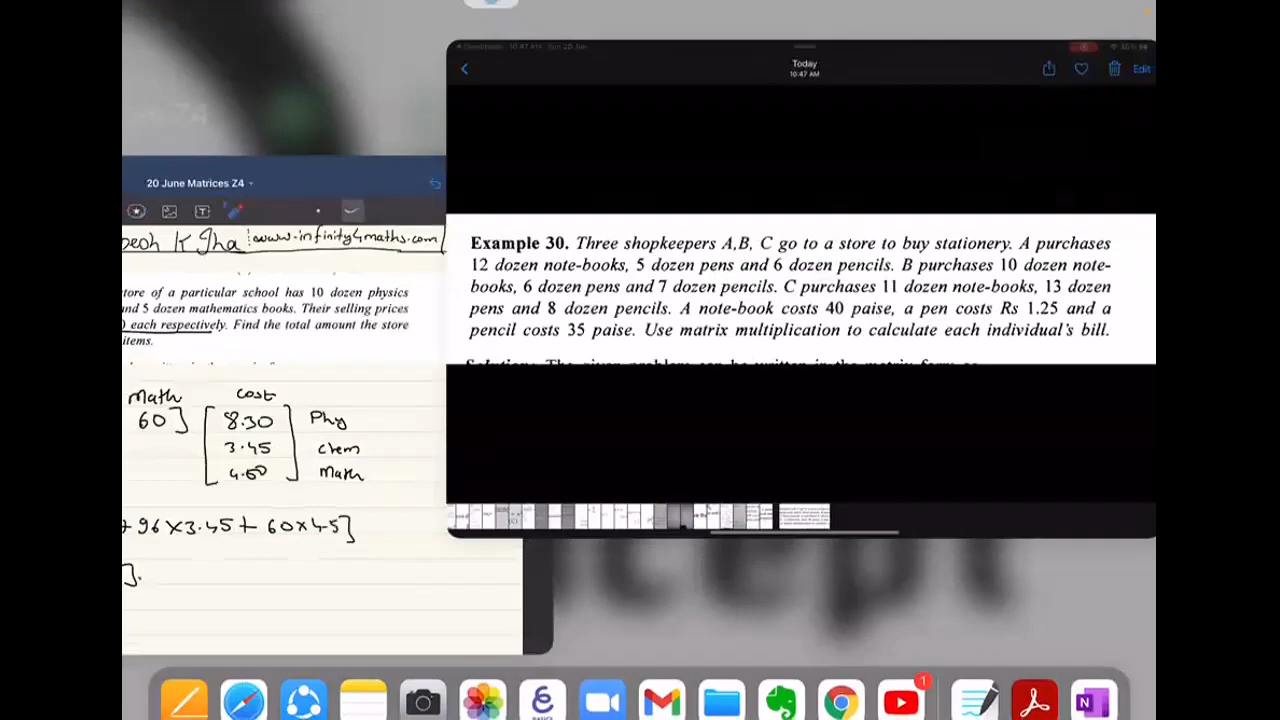 Today
10:47 AM
Edit
20 June Matrices Z4
K Jha www.infinity4maths.com
Example 30. Three shopkeepers A,B, C go to a store to buy stationery. A purchases
12 dozen note-books, 5 dozen pens and 6 dozen pencils. B purchases 10 dozen note-
books, 6 dozen pens and 7 dozen pencils. C purchases 11 dozen note-books, 13 dozen
pens and 8 dozen pencils. A note-book costs 40 paise, a pen costs Rs 1.25 and a
pencil costs 35 paise. Use matrix multiplication to calculate each individual's bill.
tore of a particular school has 10 dozen physics
nd 5 dozen mathematics books. Their selling prices
each respectively. Find the total amount the store
items.
Math cost
60] [8.30] Phy
3.45 chem
4.50 Math
+ 96×3.45 + 60×4.5]
].
1